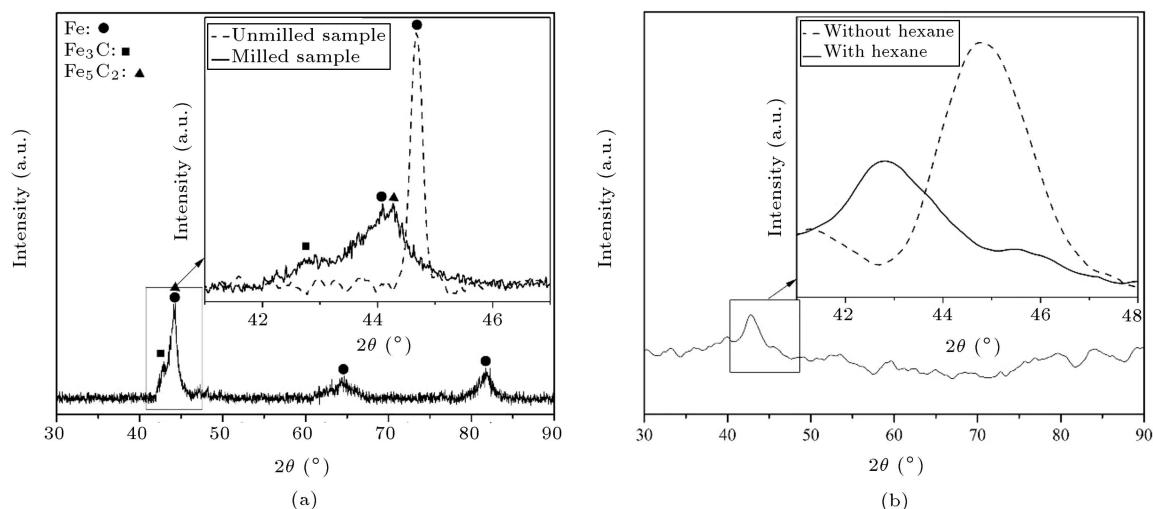 Fe: ●
Fe₃C: ■
Fe₅C₂: ▲
Unmilled sample
Milled sample
Intensity (a.u.)
Intensity (a.u.)
42 44 46
2θ (°)
30 40 50 60 70 80 90
2θ (°)
(a)
Without hexane
With hexane
Intensity (a.u.)
Intensity (a.u.)
42 44 46 48
2θ (°)
30 40 50 60 70 80 90
2θ (°)
(b)